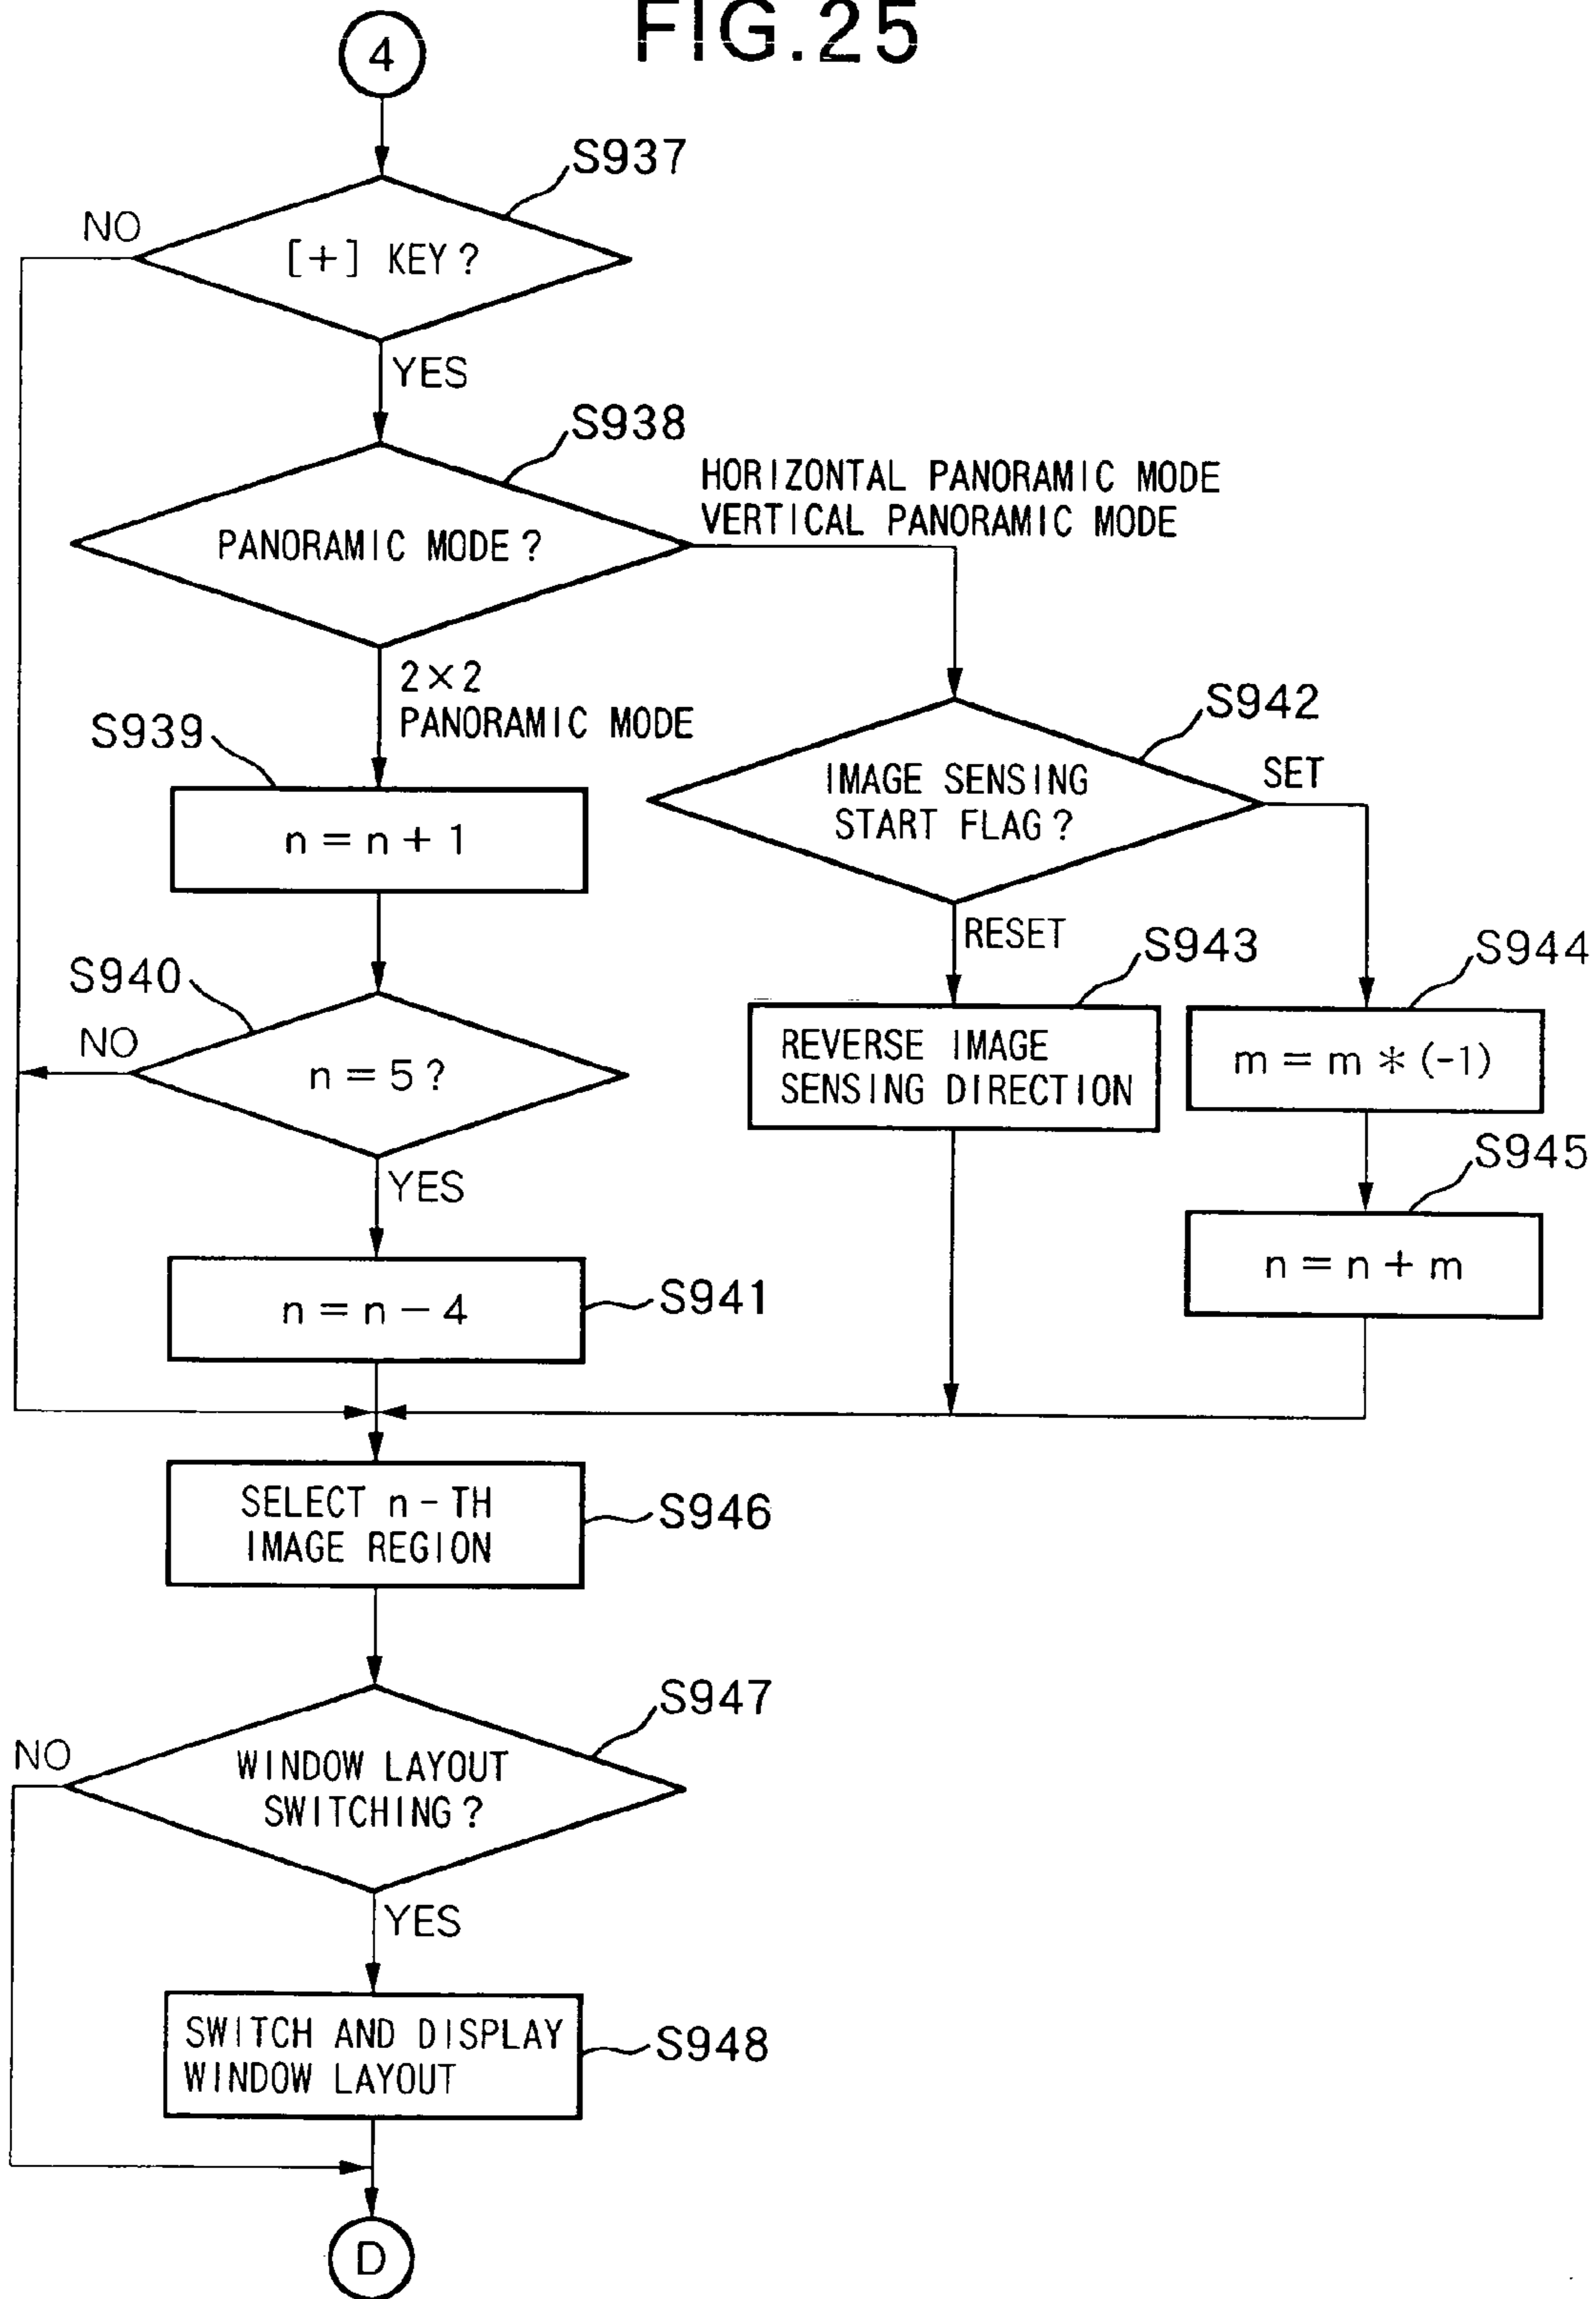 FIG.25
4
S937
NO
[+] KEY?
YES
S938
HORIZONTAL PANORAMIC MODE
VERTICAL PANORAMIC MODE
PANORAMIC MODE?
2×2
PANORAMIC MODE
S939
n = n + 1
S942
IMAGE SENSING
START FLAG?
SET
RESET
S940
NO
n = 5?
YES
S943
REVERSE IMAGE
SENSING DIRECTION
S944
m = m * (-1)
S945
n = n + m
n = n - 4
S941
SELECT n-TH
IMAGE REGION
S946
S947
NO
WINDOW LAYOUT
SWITCHING?
YES
SWITCH AND DISPLAY
WINDOW LAYOUT
S948
D